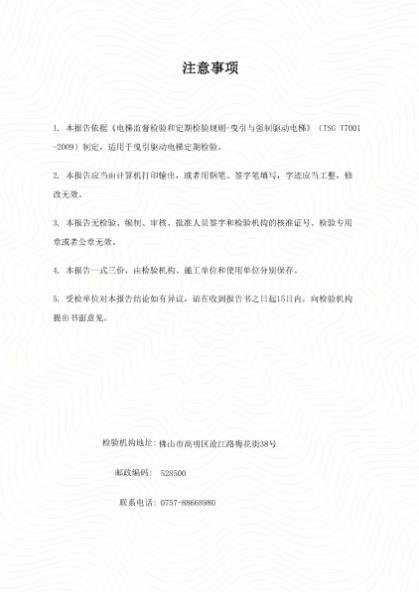 注意事项
1. 本报告依据《电梯监督检验和定期检验规则-曳引与强制驱动电梯》（TSG T7001
-2009）制定，适用于曳引驱动电梯定期检验。
2. 本报告应当由计算机打印输出，或者用钢笔、签字笔填写，字迹应当工整，修
改无效。
3. 本报告无检验、编制、审核、批准人员签字和检验机构的核准证号、检验专用
章或者公章无效。
4. 本报告一式三份，由检验机构、施工单位和使用单位分别保存。
5. 受检单位对本报告结论如有异议，请在收到报告书之日起15日内，向检验机构
提出书面意见。
检验机构地址: 佛山市高明区沧江路梅花街38号
邮政编码: 528500
联系电话: 0757-88668980